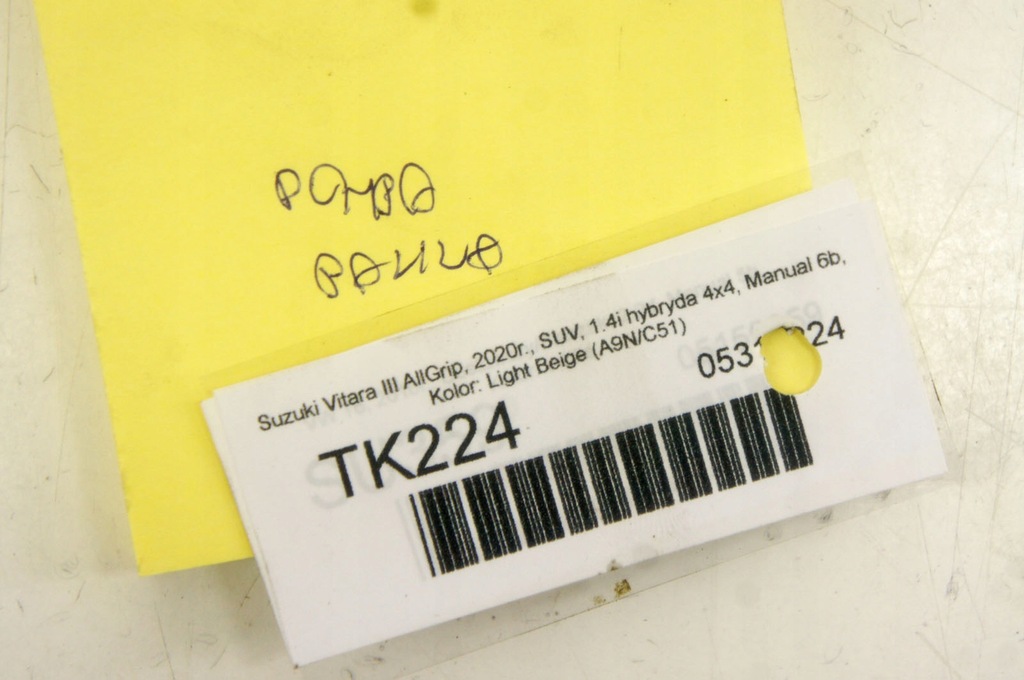 POMPA
PALIWA
Suzuki Vitara III AllGrip, 2020r., SUV, 1.4i hybryda 4x4, Manual 6b,
Kolor: Light Beige (A9N/C51)
TK224